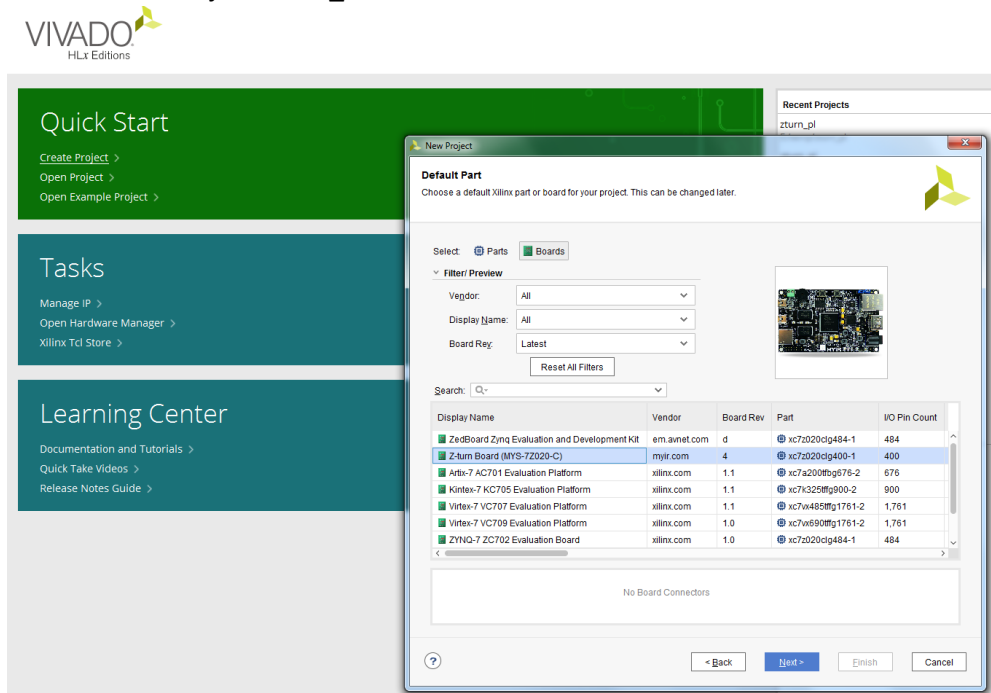 VIVADO
HLx Editions
Quick Start
Create Project >
Open Project >
Open Example Project >
Tasks
Manage IP >
Open Hardware Manager >
Xilinx Tcl Store >
Learning Center
Documentation and Tutorials >
Quick Take Videos >
Release Notes Guide >
Recent Projects
zturn_pl
New Project
Default Part
Choose a default Xilinx part or board for your project. This can be changed later.
Select: Parts Boards
Filter/ Preview
Vendor: All
Display Name: All
Board Rev: Latest
Reset All Filters
Search: Q-
Display Name Vendor Board Rev Part I/O Pin Count
ZedBoard Zynq Evaluation and Development Kit em.avnet.com d xc7z020clg484-1 484
Z-turn Board (MYS-7Z020-C) myir.com 4 xc7z020clg400-1 400
Artix-7 AC701 Evaluation Platform xilinx.com 1.1 xc7a200tfbg676-2 676
Kintex-7 KC705 Evaluation Platform xilinx.com 1.1 xc7k325tffg900-2 900
Virtex-7 VC707 Evaluation Platform xilinx.com 1.1 xc7vx485tffg1761-2 1,761
Virtex-7 VC709 Evaluation Platform xilinx.com 1.0 xc7vx690tffg1761-2 1,761
ZYNQ-7 ZC702 Evaluation Board xilinx.com 1.0 xc7z020clg484-1 484
No Board Connectors
? < Back Next > Finish Cancel